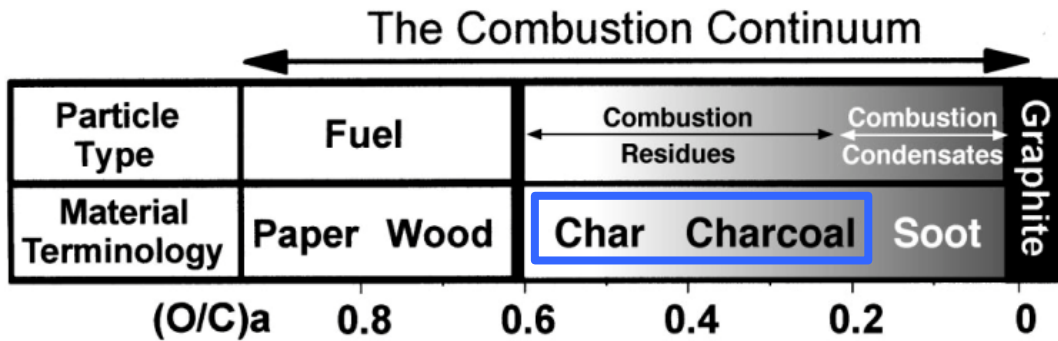 The Combustion Continuum
Particle
Type
Fuel
Combustion
Residues
Combustion
Condensates
Graphite
Material
Terminology
Paper Wood
Char Charcoal
Soot
(O/C)a 0.8 0.6 0.4 0.2 0